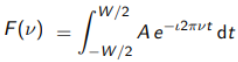 F(ν) = ∫_{-W/2}^{W/2} A e^{-ι2πνt} dt